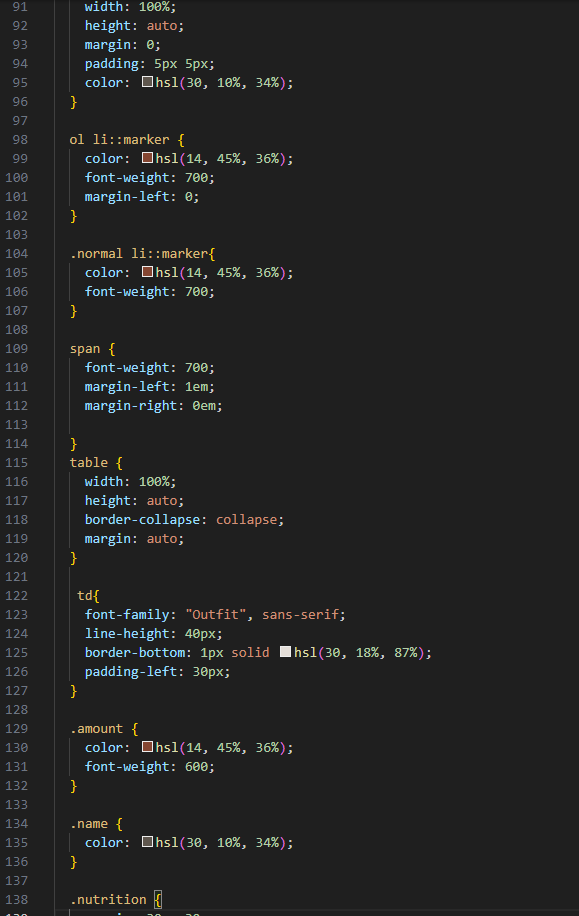 91 width: 100%;
92 height: auto;
93 margin: 0;
94 padding: 5px 5px;
95 color: hsl(30, 10%, 34%);
96 }
97
98 ol li::marker {
99 color: hsl(14, 45%, 36%);
100 font-weight: 700;
101 margin-left: 0;
102 }
103
104 .normal li::marker{
105 color: hsl(14, 45%, 36%);
106 font-weight: 700;
107 }
108
109 span {
110 font-weight: 700;
111 margin-left: 1em;
112 margin-right: 0em;
113
114 }
115 table {
116 width: 100%;
117 height: auto;
118 border-collapse: collapse;
119 margin: auto;
120 }
121
122 td{
123 font-family: "Outfit", sans-serif;
124 line-height: 40px;
125 border-bottom: 1px solid hsl(30, 18%, 87%);
126 padding-left: 30px;
127 }
128
129 .amount {
130 color: hsl(14, 45%, 36%);
131 font-weight: 600;
132 }
133
134 .name {
135 color: hsl(30, 10%, 34%);
136 }
137
138 .nutrition {